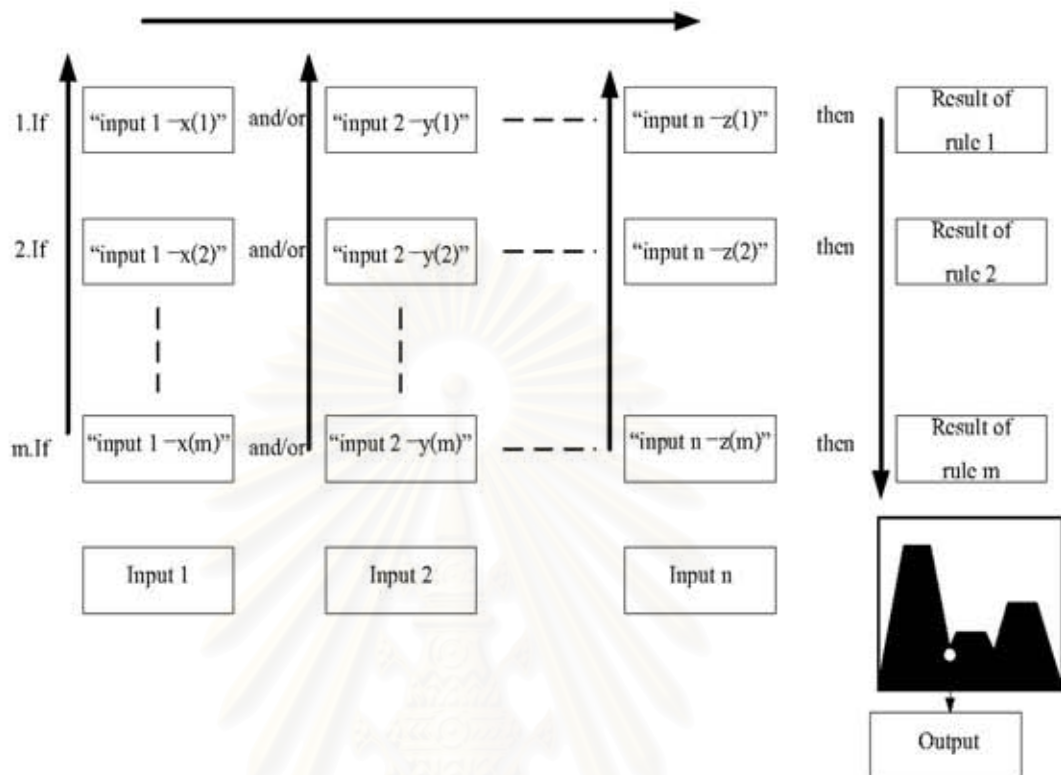 1.If “input 1 –x(1)” and/or “input 2 –y(1)” “input n –z(1)” then Result of
rule 1
2.If “input 1 –x(2)” and/or “input 2 –y(2)” “input n –z(2)” then Result of
rule 2
m.If “input 1 –x(m)” and/or “input 2 –y(m)” “input n –z(m)” then Result of
rule m
Input 1 Input 2 Input n
Output